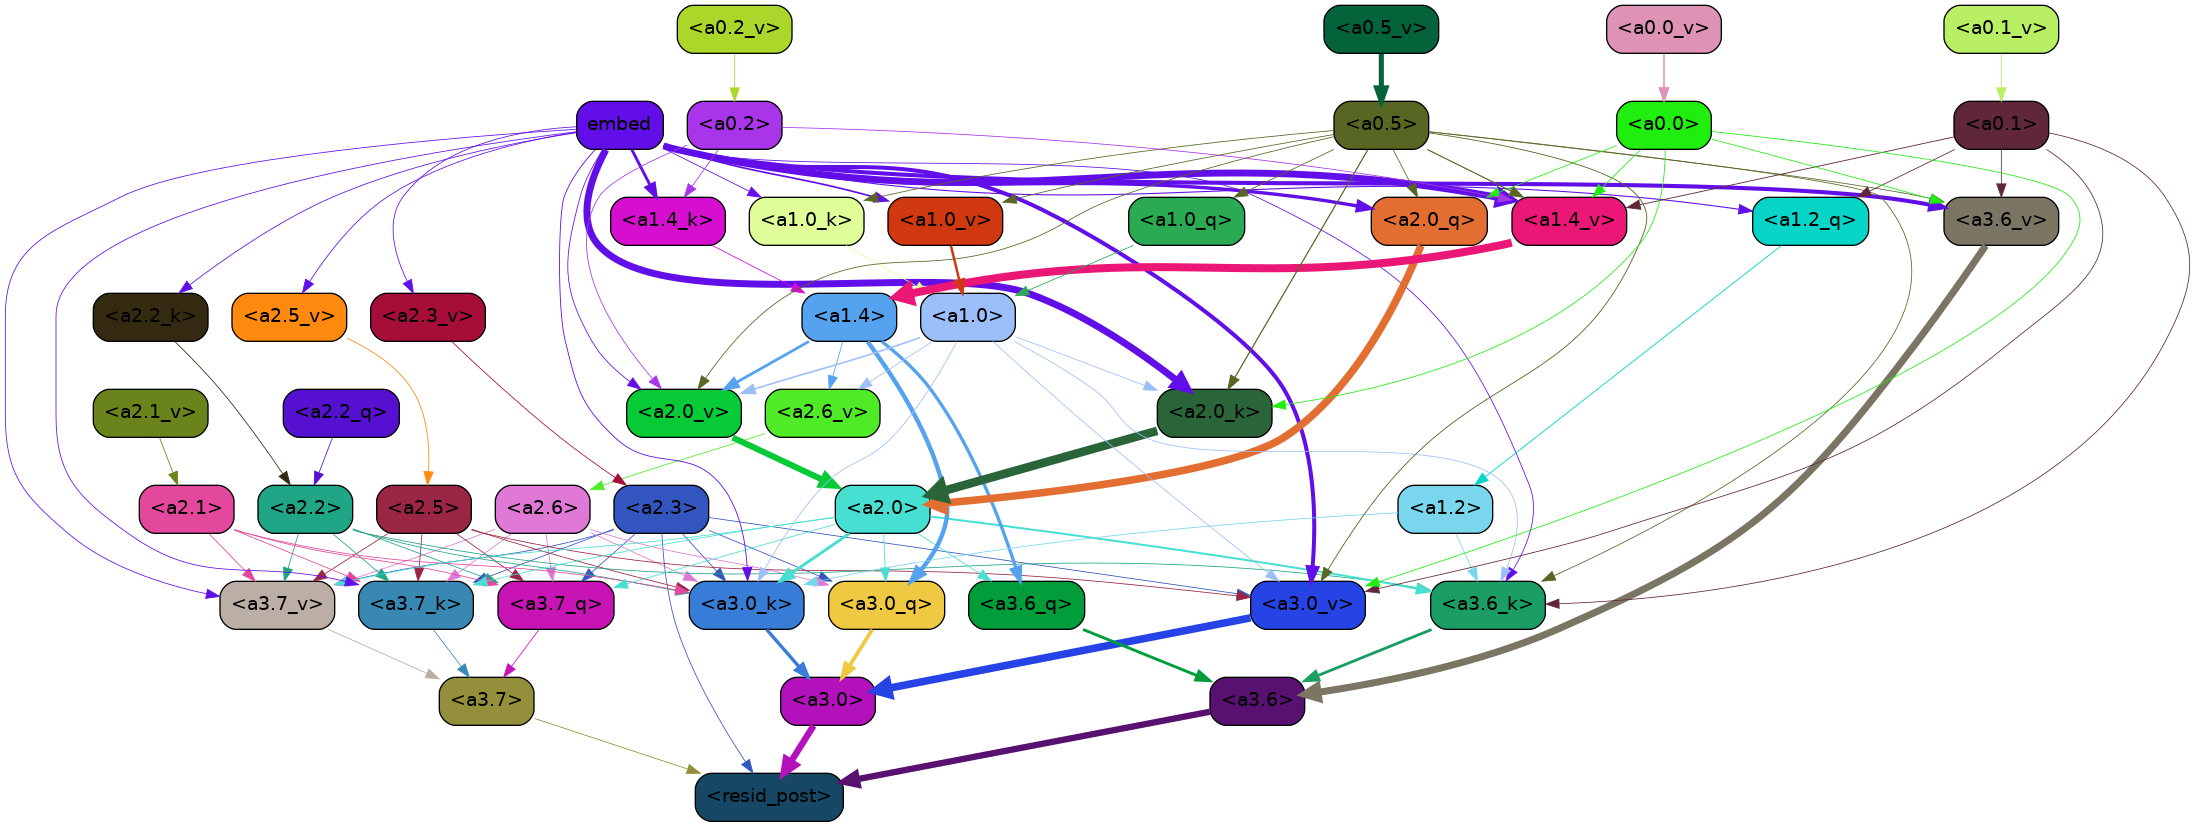 <a0.2_v>
<a0.5_v>
<a0.0_v>
<a0.1_v>
embed
<a0.2>
<a0.5>
<a0.0>
<a0.1>
<a1.4_k>
<a1.0_k>
<a1.0_v>
<a1.0_q>
<a2.0_q>
<a1.4_v>
<a1.2_q>
<a3.6_v>
<a2.2_k>
<a2.5_v>
<a2.3_v>
<a1.4>
<a1.0>
<a2.1_v>
<a2.2_q>
<a2.0_v>
<a2.6_v>
<a2.0_k>
<a2.1>
<a2.2>
<a2.5>
<a2.6>
<a2.3>
<a2.0>
<a1.2>
<a3.7_v>
<a3.7_k>
<a3.7_q>
<a3.0_k>
<a3.0_q>
<a3.6_q>
<a3.0_v>
<a3.6_k>
<a3.7>
<a3.0>
<a3.6>
<resid_post>